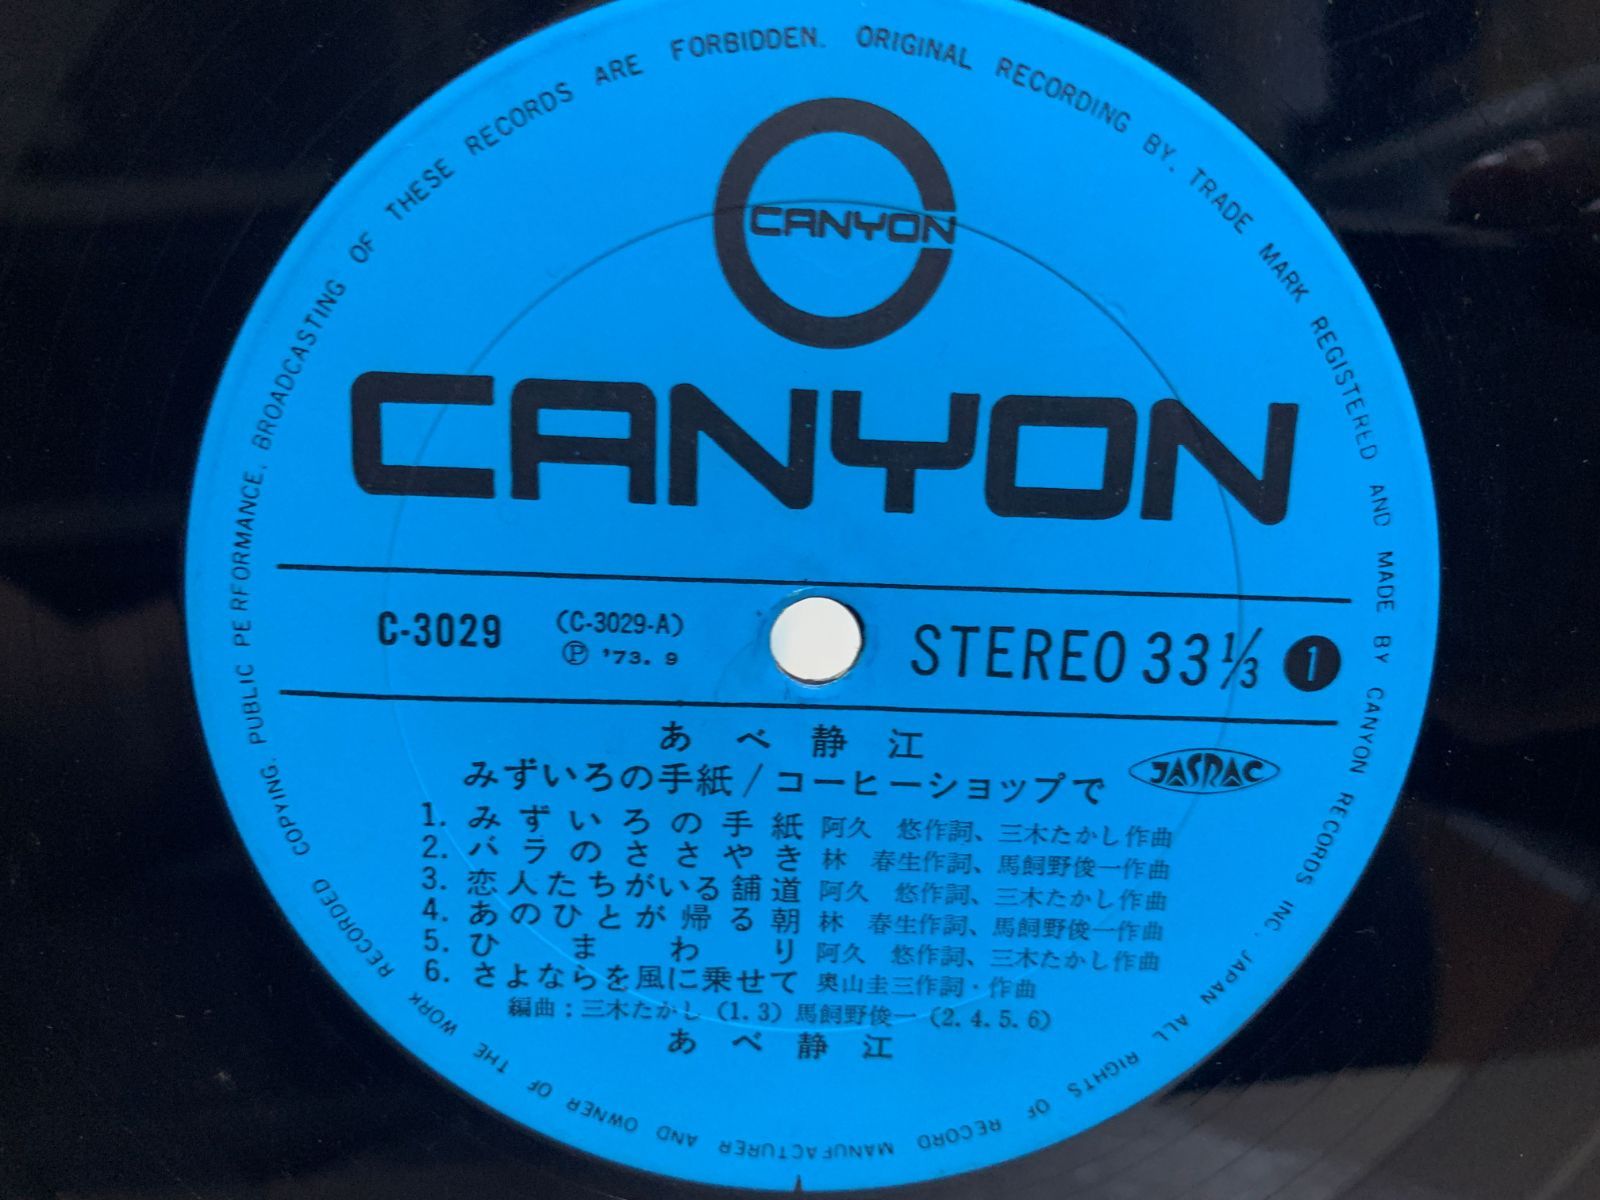 COPYING. PUBLIC PERFORMANCE. BROADCASTING OF THESE RECORDS ARE FORBIDDEN. ORIGINAL RECORDING BY. TRADE MARK REGISTERED AND MADE BY CANYON RECORDS INC. JAPAN ALL RIGHTS OF RECORD MANUFACTURER AND OWNER OF THE WORK RECORDED
CANYON
CANYON
C-3029 (C-3029-A) STEREO 33 1/3 1
Ⓟ '73. 9
あべ静江
みずいろの手紙/コーヒーショップで JASRAC
1. みずいろの手紙 阿久 悠作詞、三木たかし作曲
2. バラのささやき 林 春生作詞、馬飼野俊一作曲
3. 恋人たちがいる舗道 阿久 悠作詞、三木たかし作曲
4. あのひとが帰る朝 林 春生作詞、馬飼野俊一作曲
5. ひまわり 阿久 悠作詞、三木たかし作曲
6. さよならを風に乗せて 奥山圭三作詞・作曲
編曲:三木たかし (1.3) 馬飼野俊一 (2.4.5.6)
あべ静江